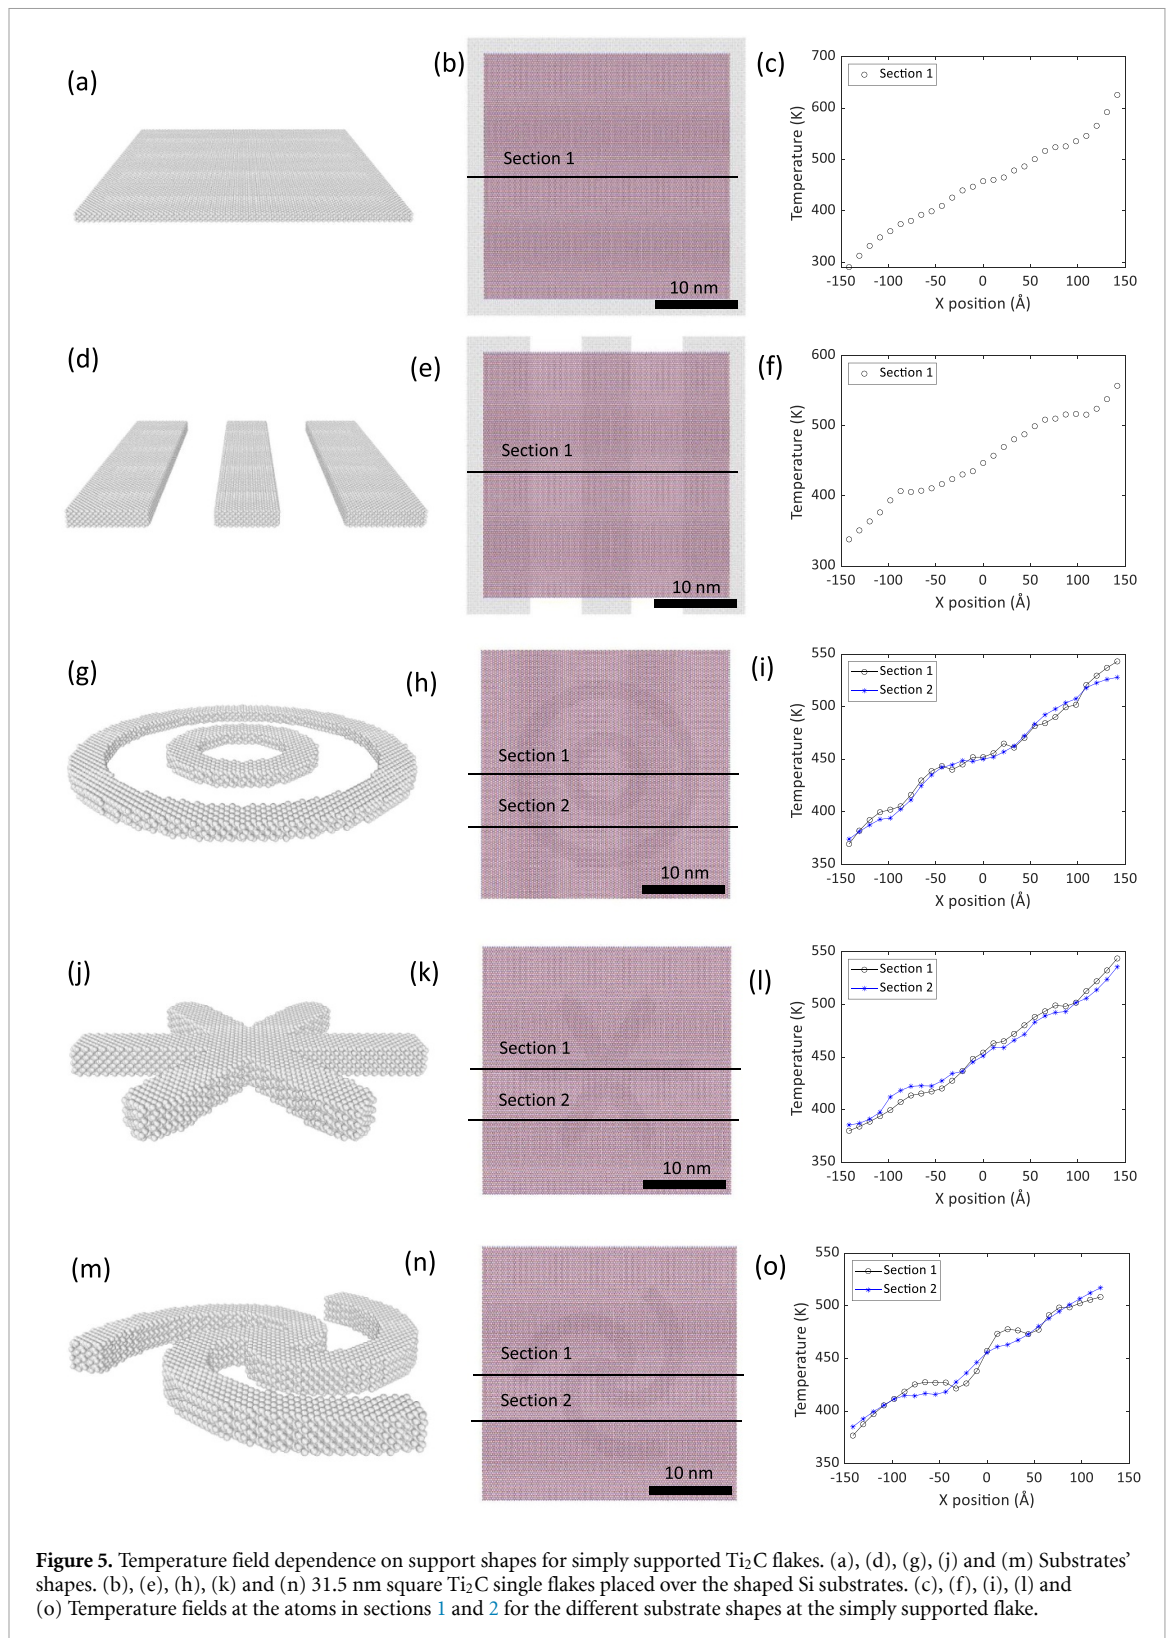 (a)
(b)
Section 1
10 nm
(c)
Section 1
700
600
500
400
300
Temperature (K)
-150 -100 -50 0 50 100 150
X position (Å)
(d)
(e)
Section 1
10 nm
(f)
Section 1
600
500
400
300
Temperature (K)
-150 -100 -50 0 50 100 150
X position (Å)
(g)
(h)
Section 1
Section 2
10 nm
(i)
Section 1
Section 2
550
500
450
400
350
Temperature (K)
-150 -100 -50 0 50 100 150
X position (Å)
(j)
(k)
Section 1
Section 2
10 nm
(l)
Section 1
Section 2
550
500
450
400
350
Temperature (K)
-150 -100 -50 0 50 100 150
X position (Å)
(m)
(n)
Section 1
Section 2
10 nm
(o)
Section 1
Section 2
550
500
450
400
350
Temperature (K)
-150 -100 -50 0 50 100 150
X position (Å)
Figure 5. Temperature field dependence on support shapes for simply supported Ti₂C flakes. (a), (d), (g), (j) and (m) Substrates’
shapes. (b), (e), (h), (k) and (n) 31.5 nm square Ti₂C single flakes placed over the shaped Si substrates. (c), (f), (i), (l) and
(o) Temperature fields at the atoms in sections 1 and 2 for the different substrate shapes at the simply supported flake.